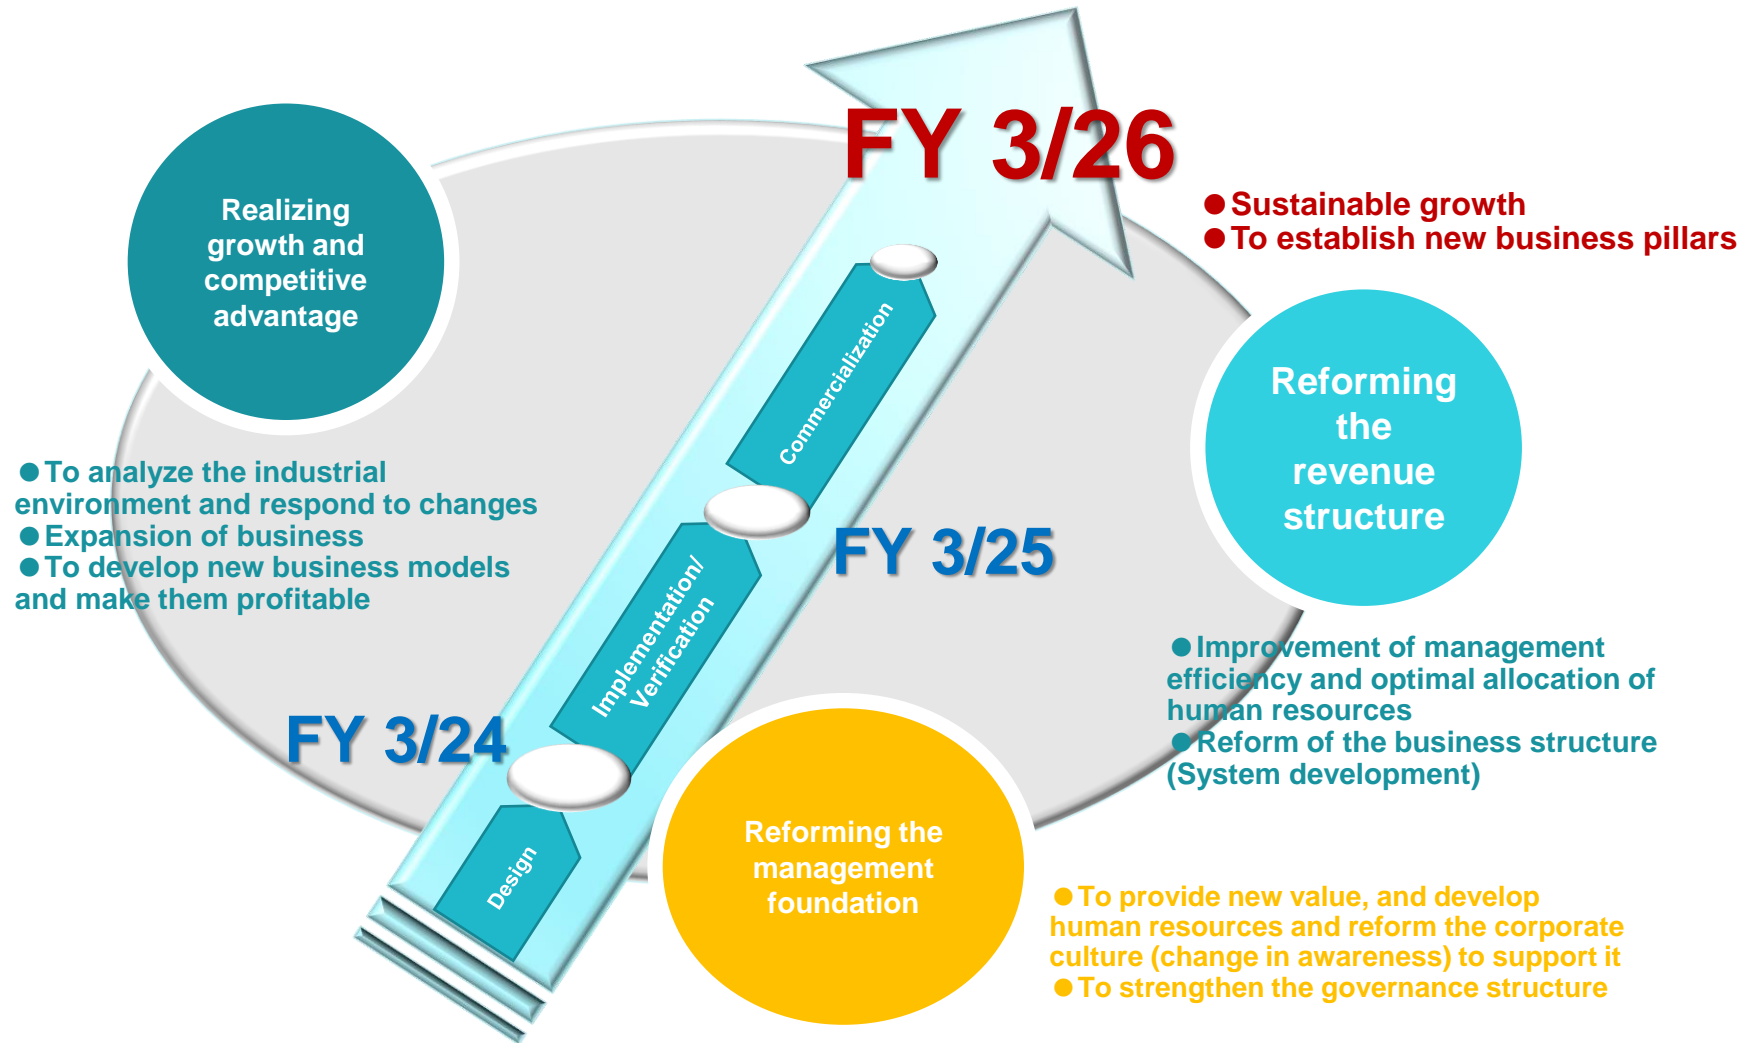 FY 3/26
● Sustainable growth
● To establish new business pillars
Realizing
growth and
competitive
advantage
● To analyze the industrial
environment and respond to changes
● Expansion of business
● To develop new business models
and make them profitable
Commercialization
Reforming
the
revenue
structure
FY 3/25
Implementation/
Verification
● Improvement of management
efficiency and optimal allocation of
human resources
● Reform of the business structure
(System development)
FY 3/24
Design
Reforming the
management
foundation
● To provide new value, and develop
human resources and reform the corporate
culture (change in awareness) to support it
● To strengthen the governance structure